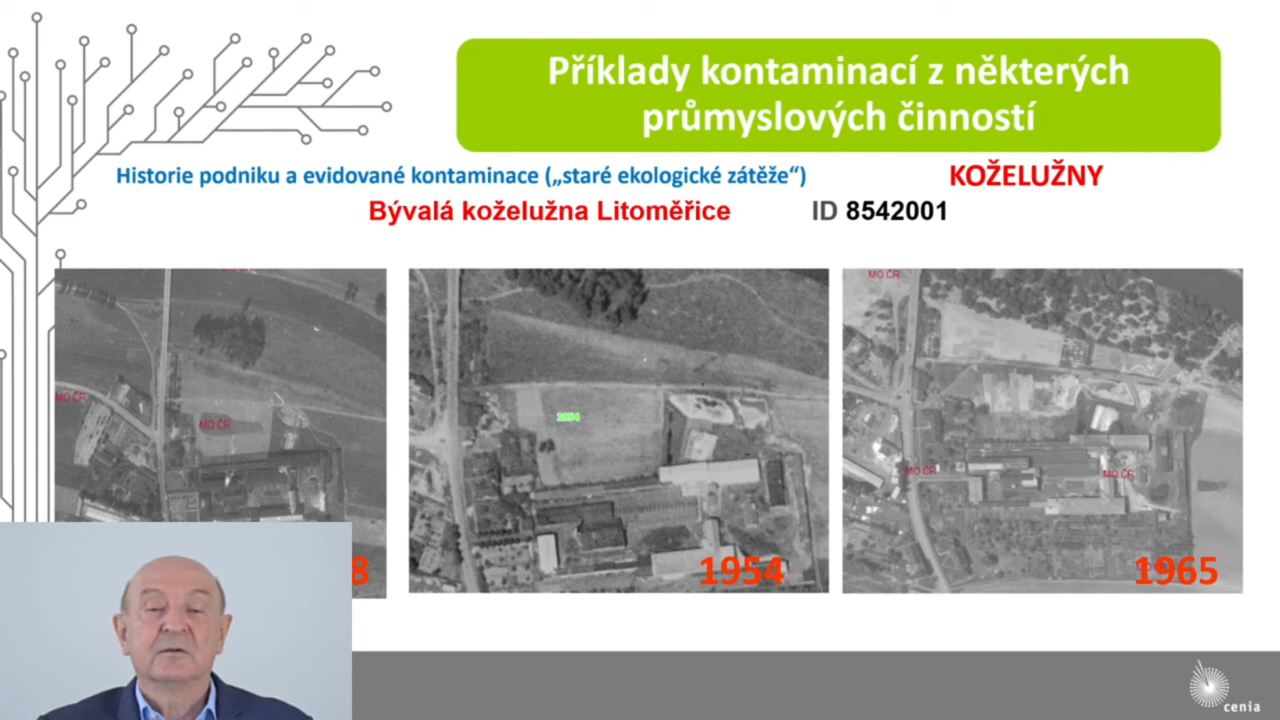 Příklady kontaminací z některých
průmyslových činností
Historie podniku a evidované kontaminace („staré ekologické zátěže“)
KOŽELUŽNY
Bývalá koželužna Litoměřice
ID 8542001
MO ČR
MO ČR
8
1954
1954
MO ČR
MO ČR
MO ČR
1965
cenia